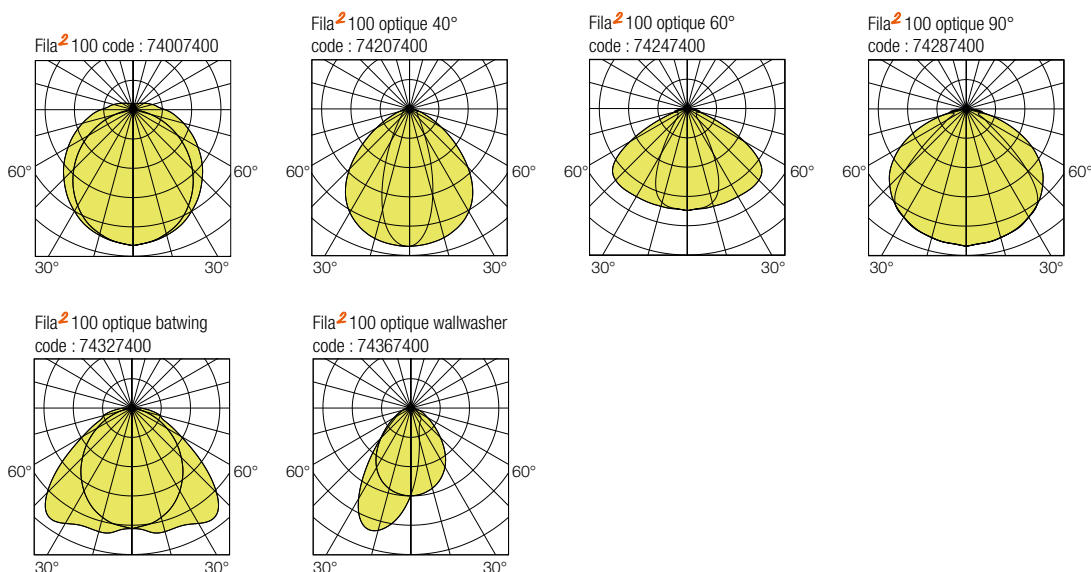 Fila2 100 code : 74007400
60° 60°
30° 30°
Fila2 100 optique 40°
code : 74207400
60° 60°
30° 30°
Fila2 100 optique 60°
code : 74247400
60° 60°
30° 30°
Fila2 100 optique 90°
code : 74287400
60° 60°
30° 30°
Fila2 100 optique batwing
code : 74327400
60° 60°
30° 30°
Fila2 100 optique wallwasher
code : 74367400
60° 60°
30° 30°